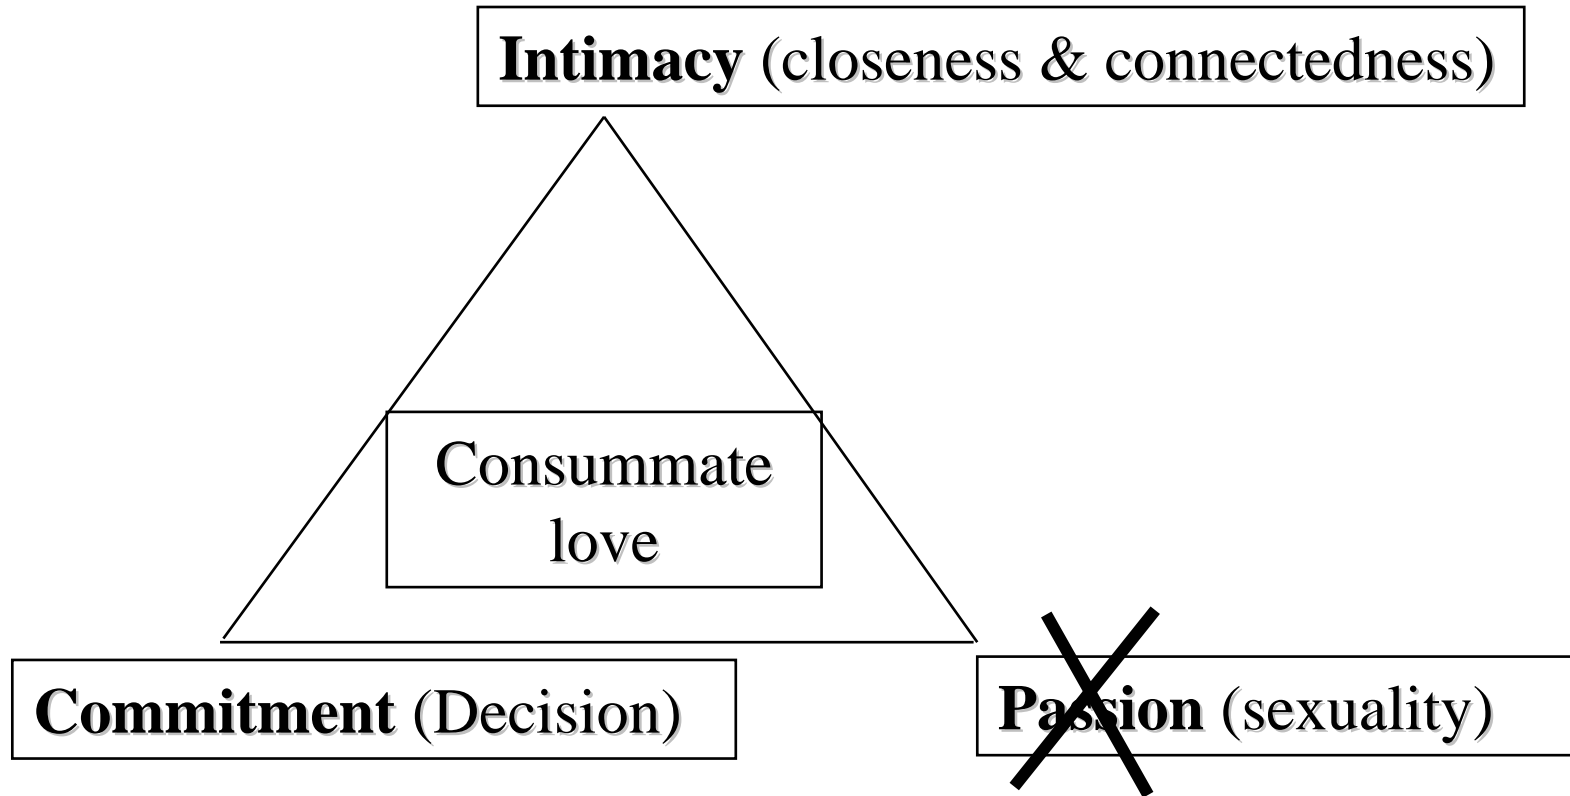 Intimacy (closeness & connectedness)
Consummate
love
Commitment (Decision)
Passion (sexuality)